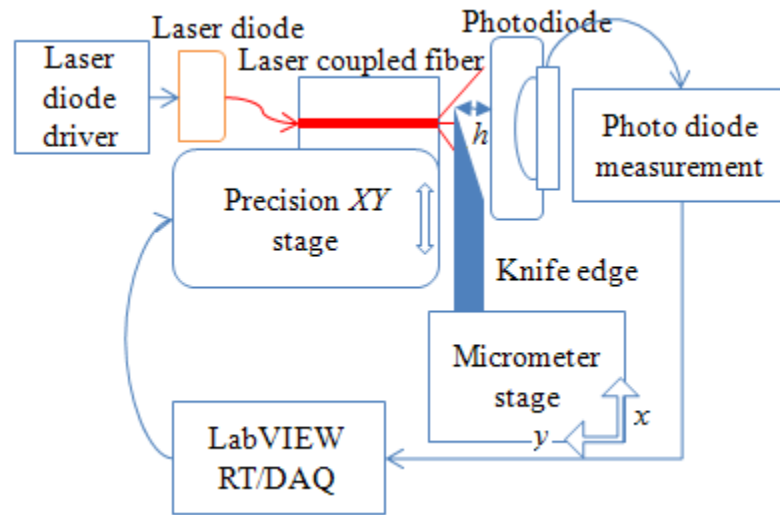 Laser diode
Photodiode
Laser
diode
driver
Laser coupled fiber
h
Photo diode
measurement
Precision XY
stage
Knife edge
Micrometer
stage
x
y
LabVIEW
RT/DAQ